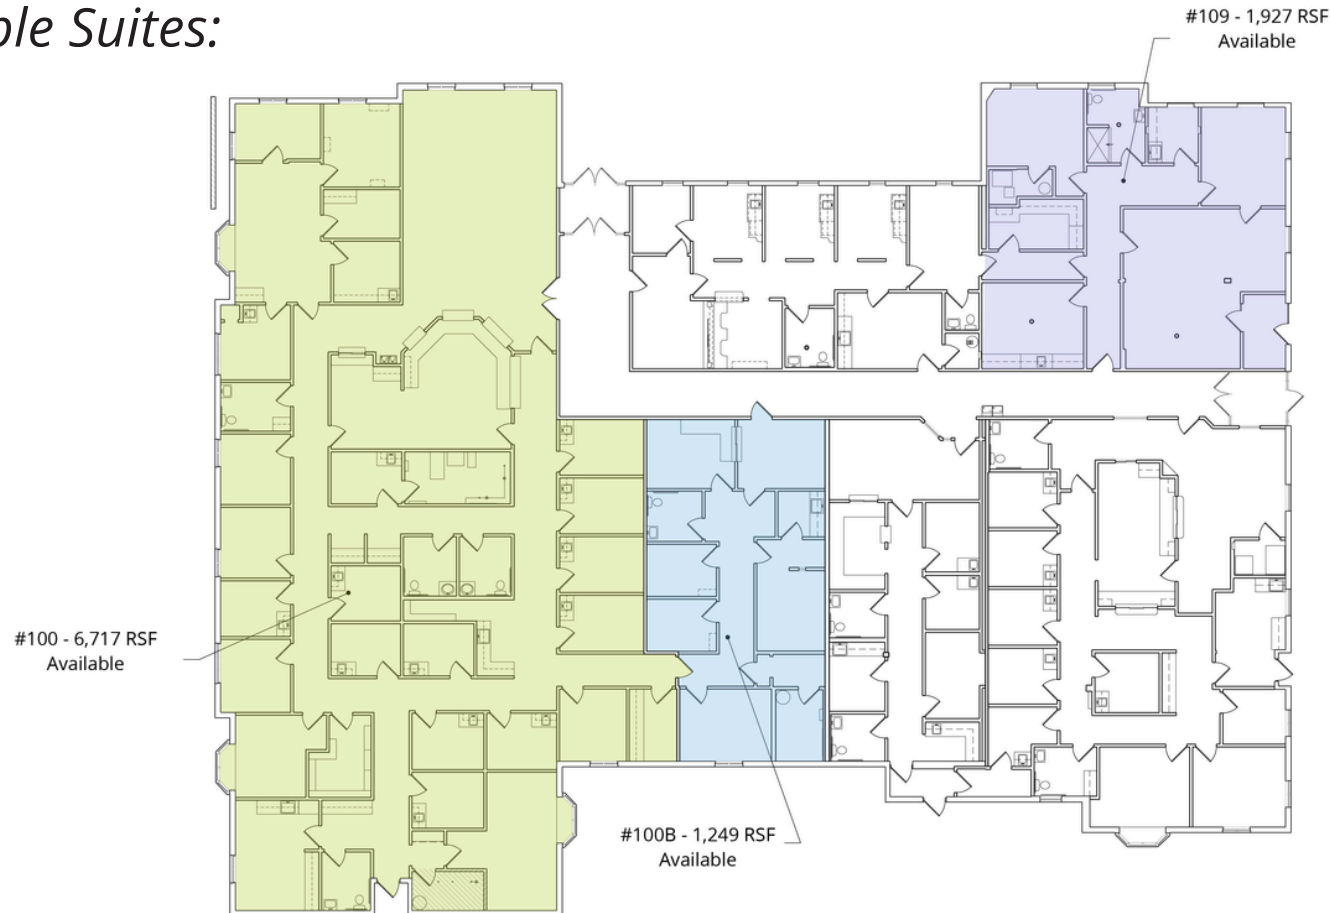 ble Suites:
#109 - 1,927 RSF
Available
#100 - 6,717 RSF
Available
#100B - 1,249 RSF
Available